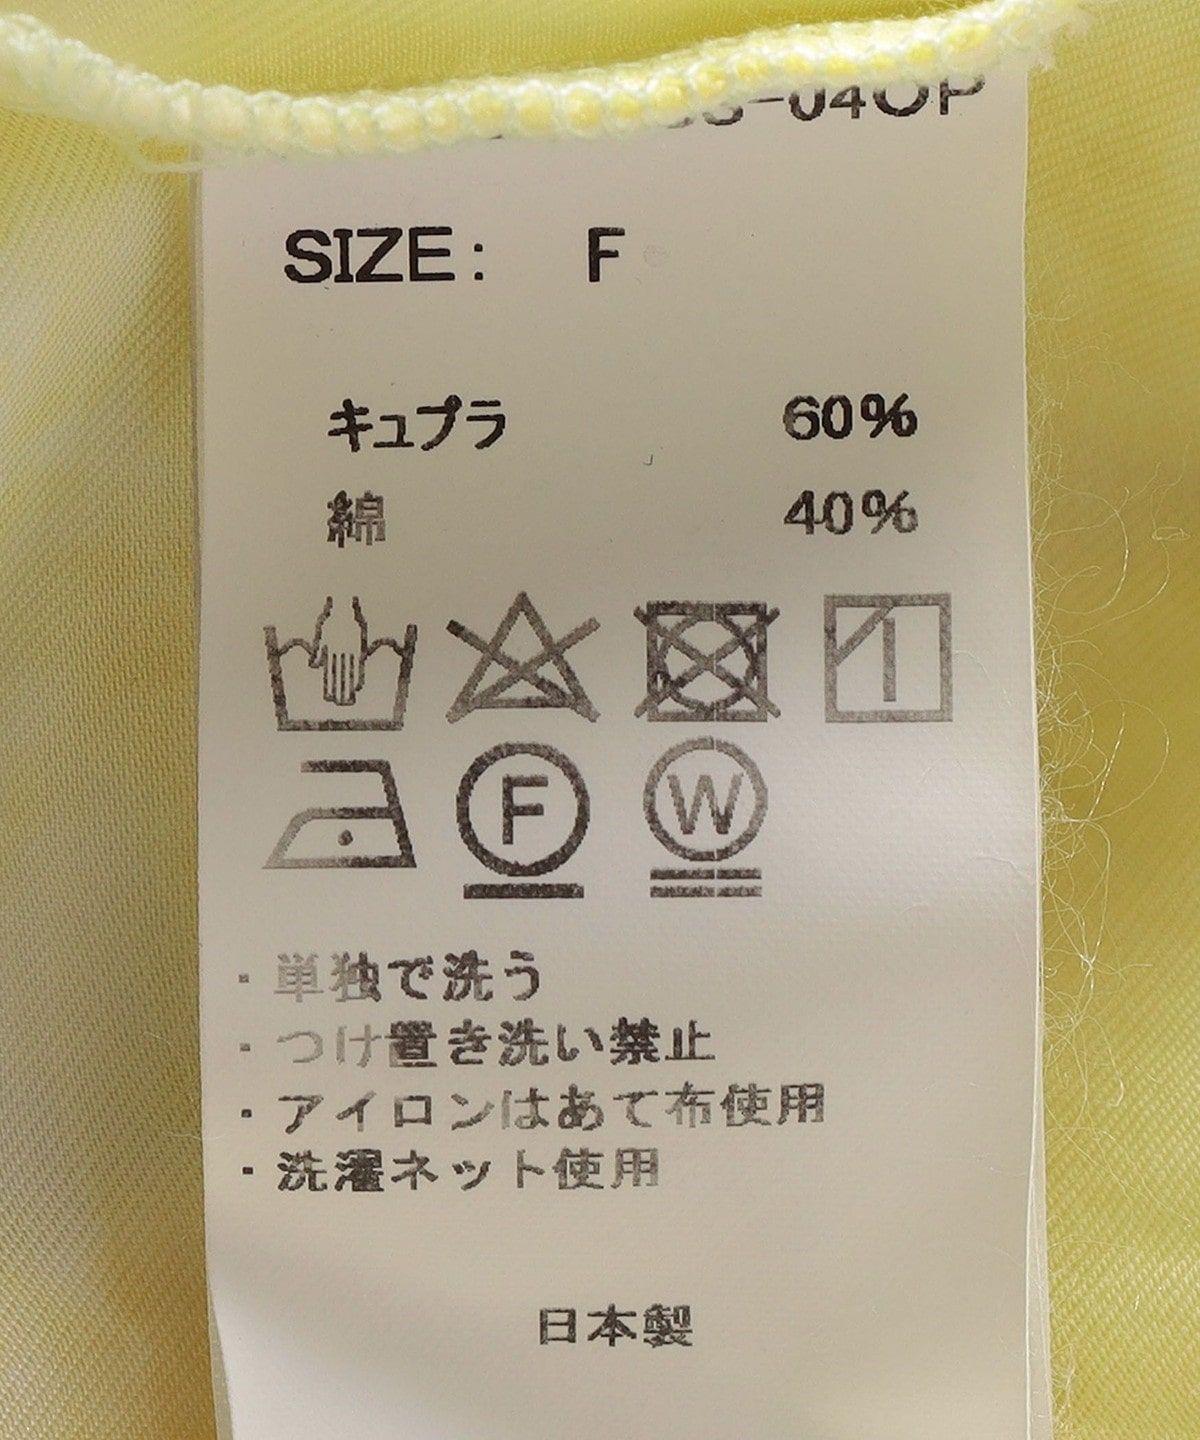 -04OP
SIZE: F
キュプラ 60%
綿 40%
F W
・単独で洗う
・つけ置き洗い禁止
・アイロンはあて布使用
・洗濯ネット使用
日本製